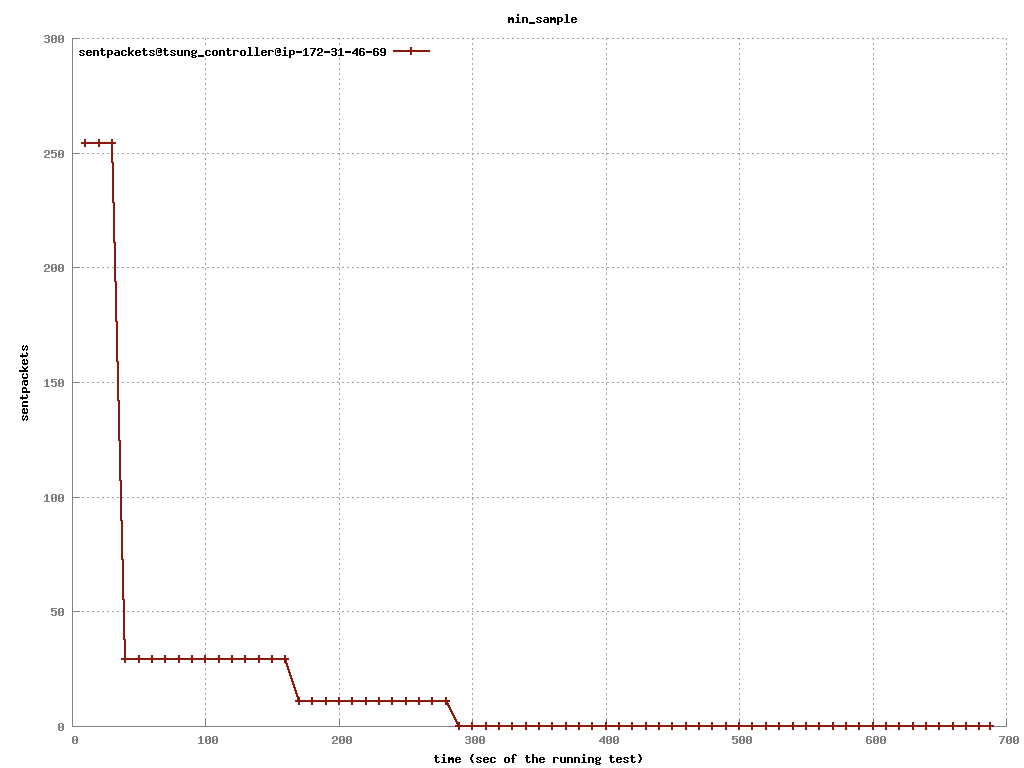 min_sample
300
sentpackets@tsung_controller@ip-172-31-46-69
250
200
150
sentpackets
100
50
0
0 100 200 300 400 500 600 700
time (sec of the running test)